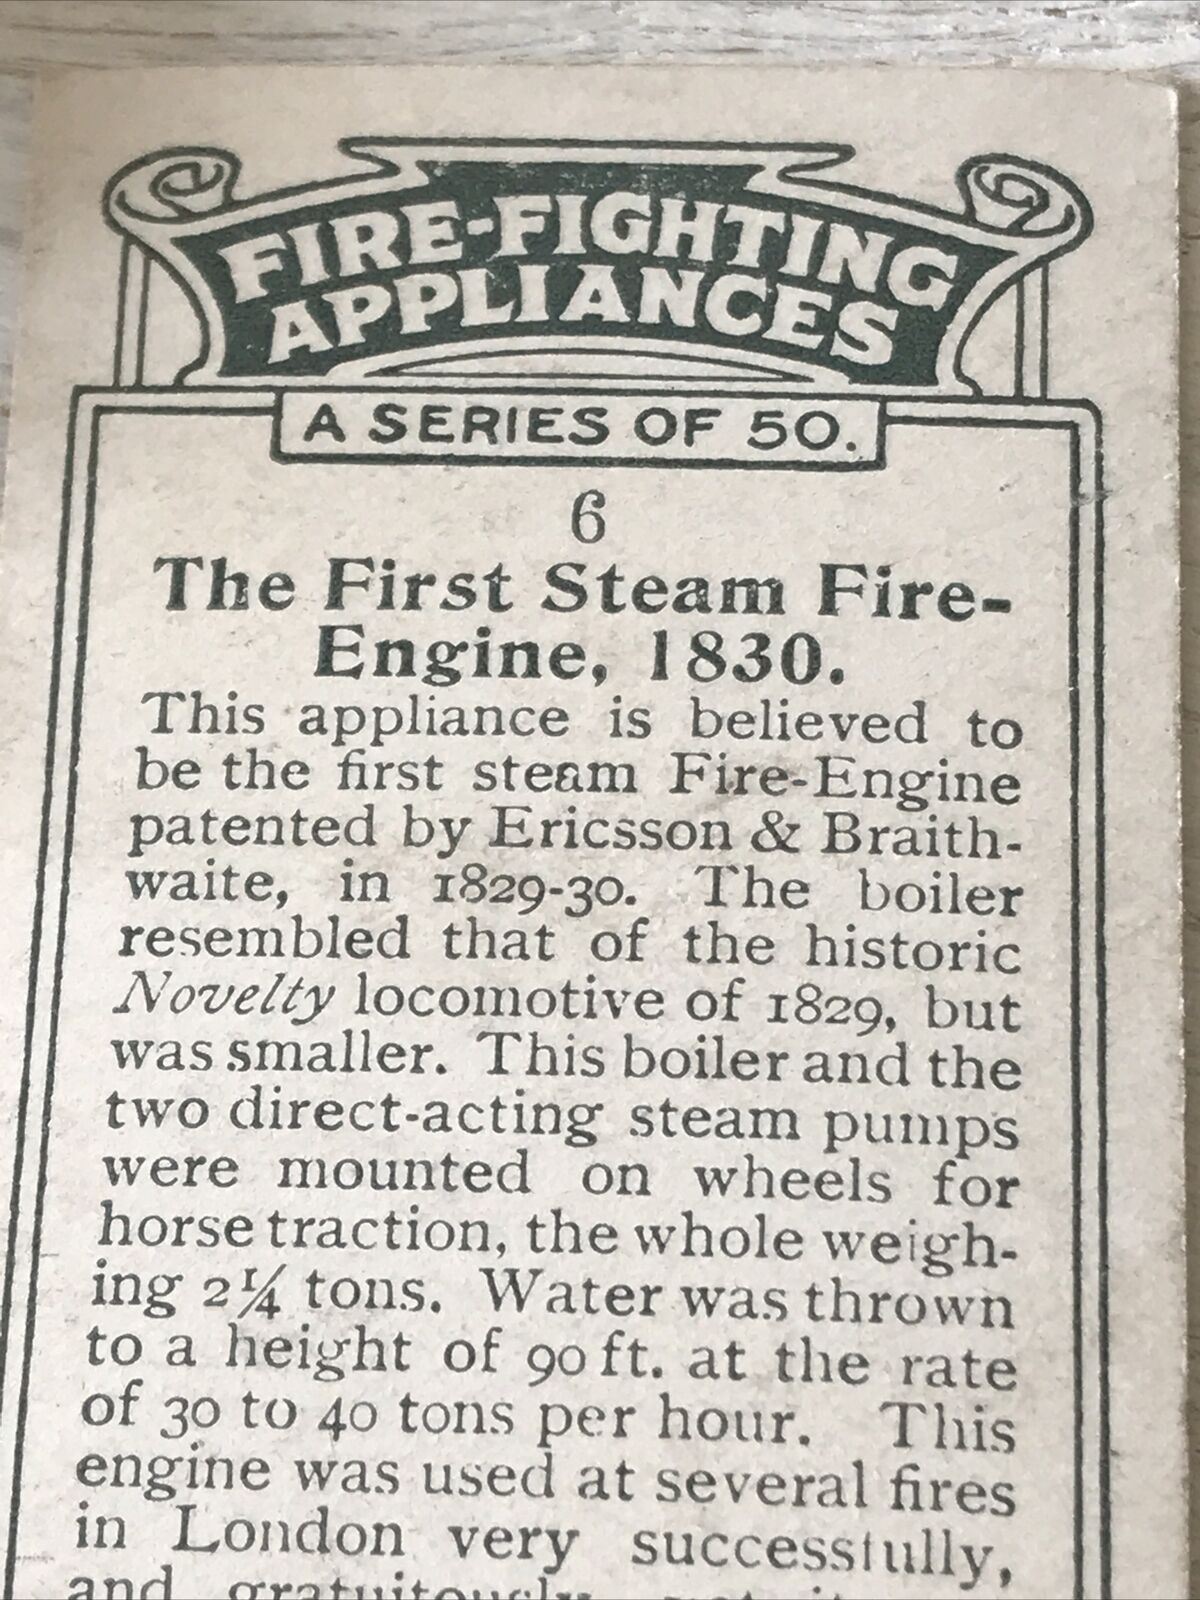 FIRE-FIGHTING
APPLIANCES
A SERIES OF 50.
6
The First Steam Fire-
Engine, 1830.
This appliance is believed to
be the first steam Fire-Engine
patented by Ericsson & Braith-
waite, in 1829-30. The boiler
resembled that of the historic
Novelty locomotive of 1829, but
was smaller. This boiler and the
two direct-acting steam pumps
were mounted on wheels for
horse traction, the whole weigh-
ing 2¼ tons. Water was thrown
to a height of 90 ft. at the rate
of 30 to 40 tons per hour. This
engine was used at several fires
in London very successfully,
and gratuitously